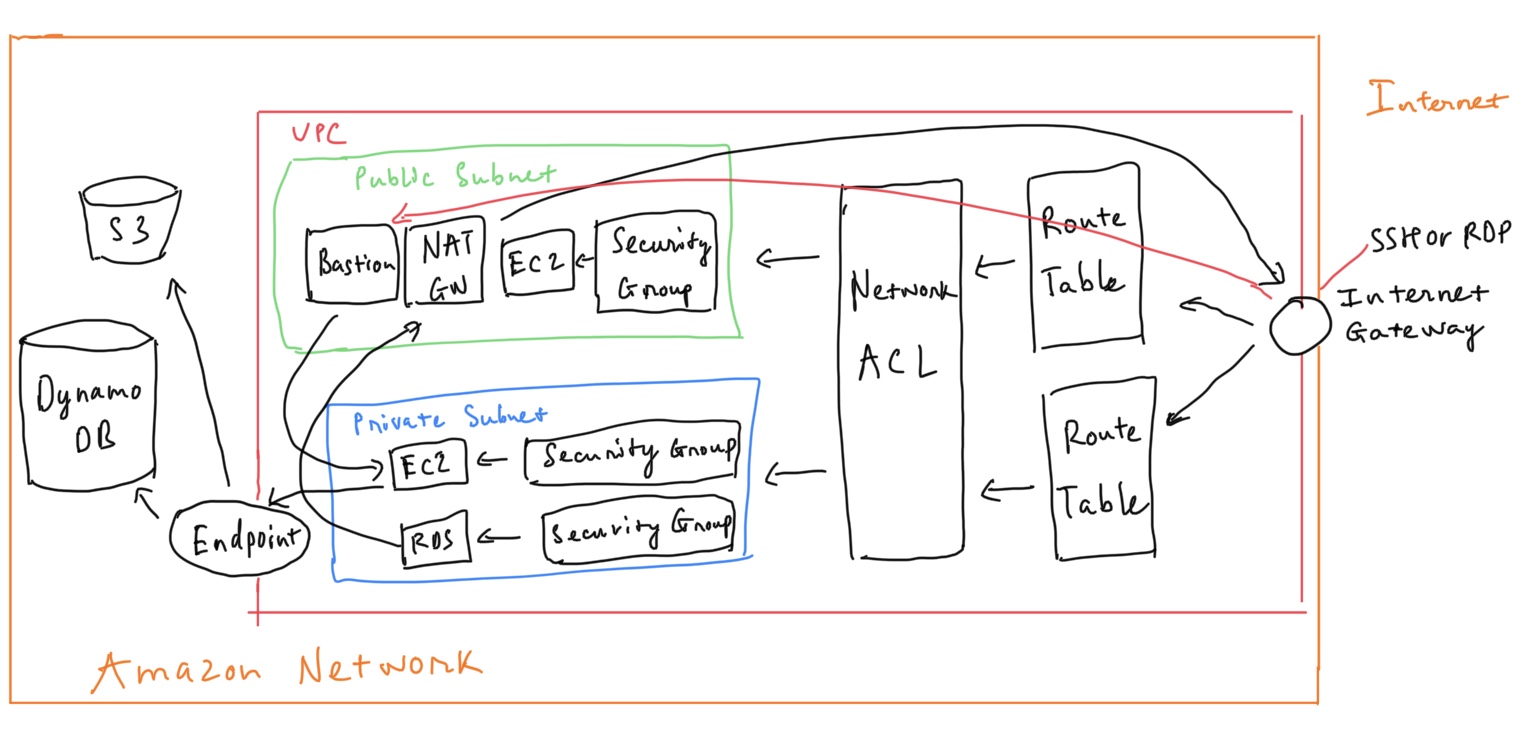 Internet
VPC
Public Subnet
S3
Bastion
NAT
GW
EC2
Security
Group
Network
ACL
Route
Table
SSH or RDP
Internet
Gateway
Dynamo
DB
Private Subnet
EC2
Security Group
RDS
Security Group
Route
Table
Endpoint
Amazon Network